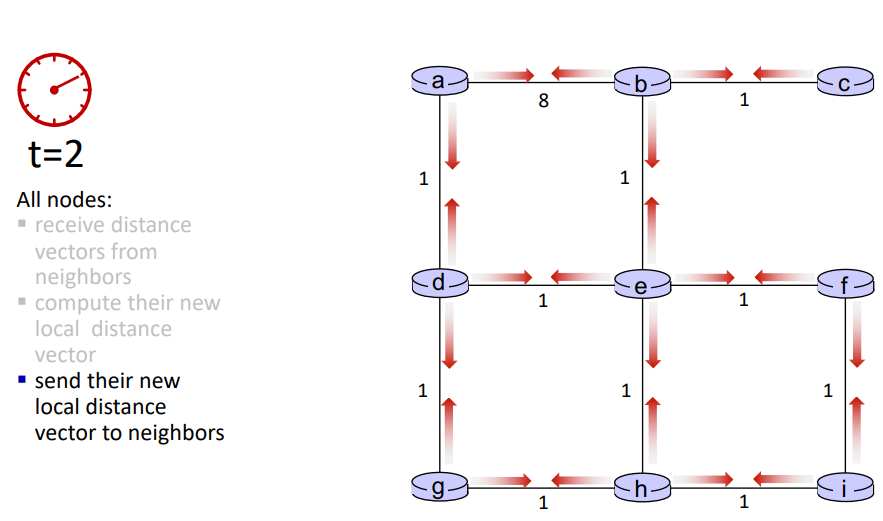 t=2
All nodes:
receive distance
vectors from
neighbors
compute their new
local distance
vector
send their new
local distance
vector to neighbors
a
b
c
8
1
1
1
d
e
f
1
1
1
1
1
g
h
i
1
1